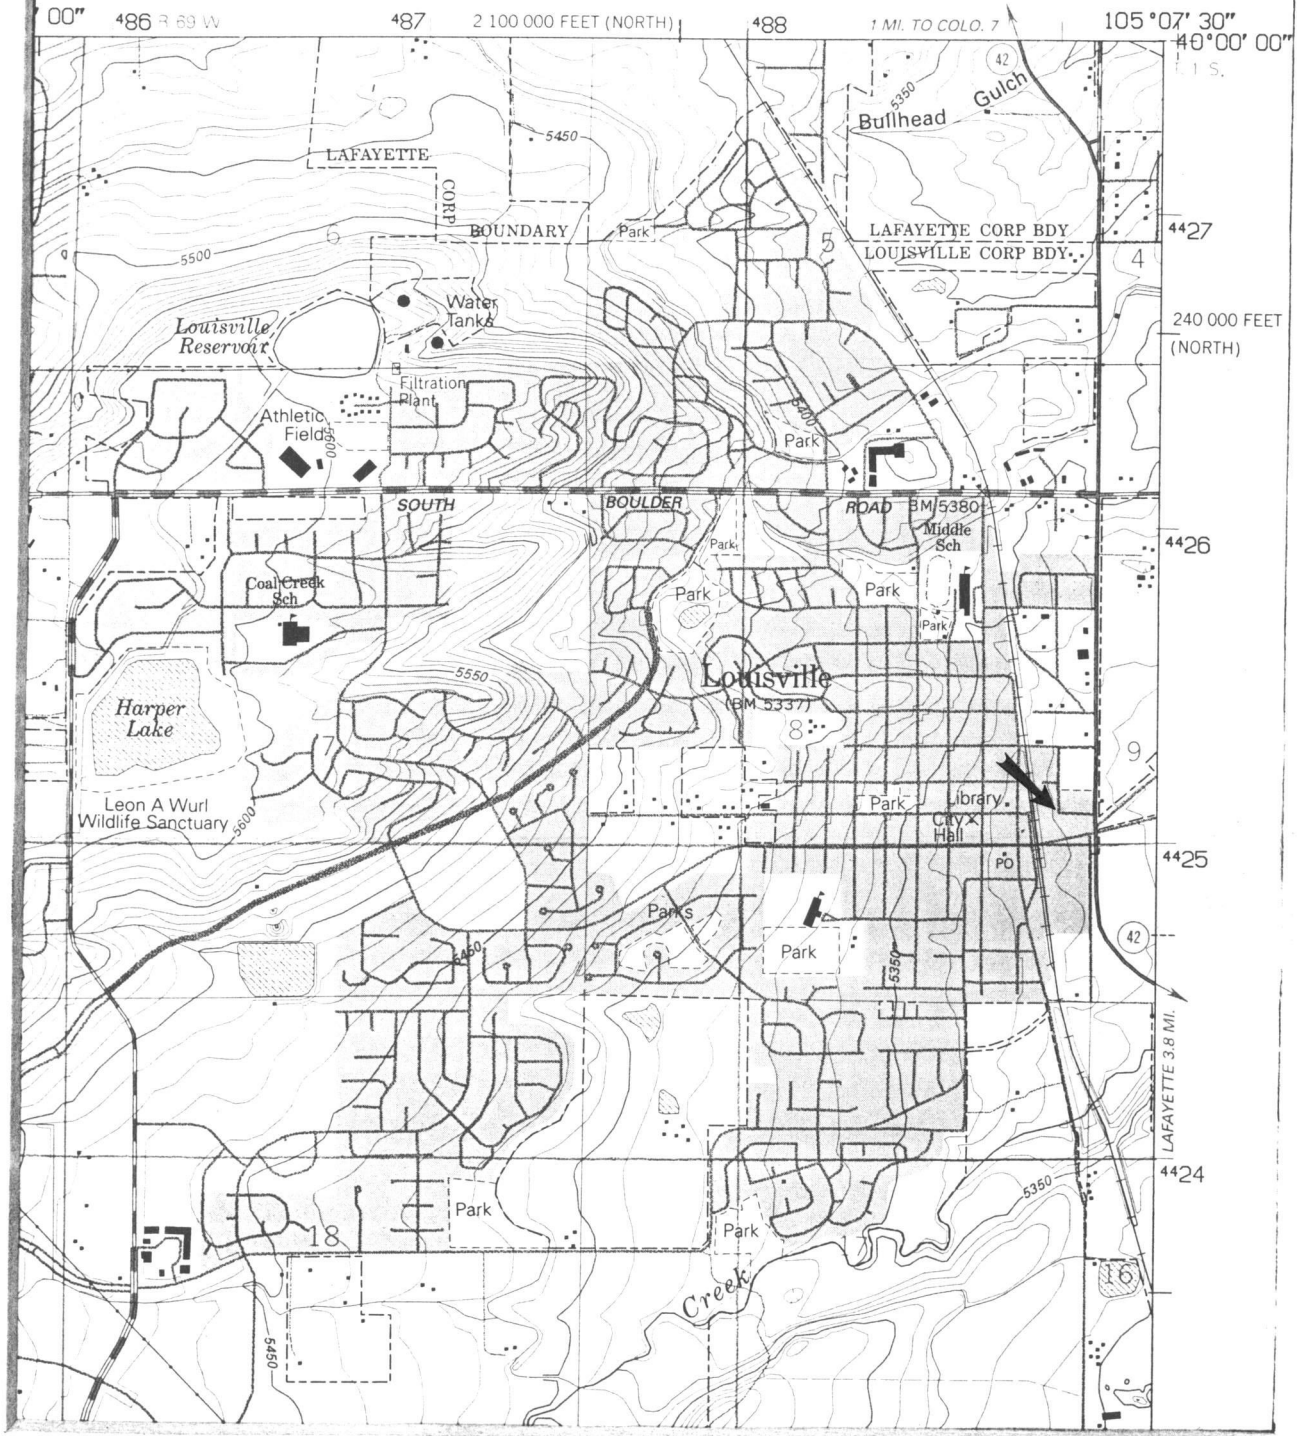 ' 00" 486 R 69 W 487 2 100 000 FEET (NORTH) 488 1 MI. TO COLO. 7 105° 07' 30"
40° 00' 00"
T. 1 S.
42
5350 Gulch
Bullhead
5450
LAFAYETTE
CORP
BOUNDARY
Park
LAFAYETTE CORP BDY
LOUISVILLE CORP BDY
4427
6
5
4
5500
Water
Tanks
Louisville
Reservoir
240 000 FEET
(NORTH)
Filtration
Plant
Athletic
Field
5600
5400
Park
SOUTH BOULDER ROAD BM 5380
Middle
Sch
4426
Park
Coal Creek
Sch
Park
Park
Park
5550
Louisville
(BM 5337)
Harper
Lake
8
9
Leon A Wurl
Wildlife Sanctuary
5600
Park
Library
City
Hall
4425
PO
Parks
42
5450
Park
5350
LAFAYETTE 3.8 MI.
4424
5350
Park
Park
18
16
Creek
5450